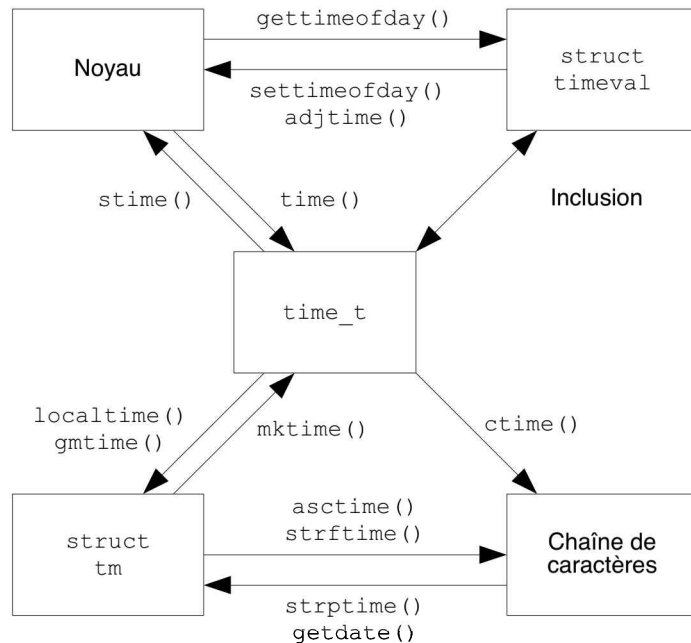 gettimeofday()
Noyau
struct
timeval
settimeofday()
adjtime()
stime()
time()
Inclusion
time_t
localtime()
gmtime()
mktime()
ctime()
asctime()
strftime()
struct
tm
Chaîne de
caractères
strptime()
getdate()